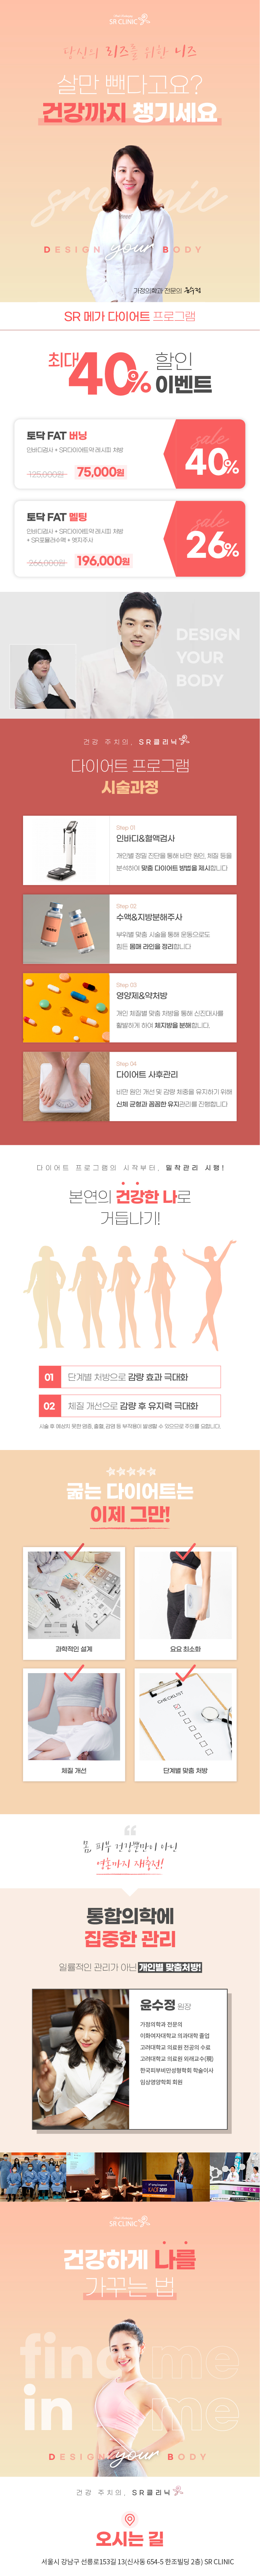 SR CLINIC
당신의 리즈를 위한 니즈
살만 뺀다고요?
건강까지 챙기세요
srclinic
DESIGN your BODY
가정의학과 전문의
SR 메가 다이어트 프로그램
최대 40% 할인 이벤트
토닥 FAT 버닝
인바디검사 + SR다이어트약 레시피 처방
125,000원 75,000원
sale
40%
토닥 FAT 멜팅
인바디검사 + SR다이어트약 레시피 처방
+ SR포뮬러수액 + 엣지주사
266,000원 196,000원
sale
26%
DESIGN
YOUR
BODY
건강 주치의, SR클리닉
다이어트 프로그램
시술과정
Step 01
인바디&혈액검사
개인별 정밀 진단을 통해 비만 원인, 체질 등을
분석하여 맞춤 다이어트 방법을 제시합니다
Step 02
수액&지방분해주사
부위별 맞춤 시술을 통해 운동으로도
힘든 몸매 라인을 정리합니다
Step 03
영양제&약처방
개인 체질별 맞춤 처방을 통해 신진대사를
활발하게 하여 체지방을 분해합니다.
Step 04
다이어트 사후관리
비만 원인 개선 및 감량 체중을 유지하기 위해
신체 균형과 꼼꼼한 유지관리를 진행합니다
다이어트 프로그램의 시작부터, 밀착관리 시행!
본연의 건강한 나로
거듭나기!
01 단계별 처방으로 감량 효과 극대화
02 체질 개선으로 감량 후 유지력 극대화
시술 후 예상치 못한 염증, 출혈, 감염 등 부작용이 발생할 수 있으므로 주의를 요합니다.
굶는 다이어트는
이제 그만!
과학적인 설계
요요 최소화
체질 개선
CHECKLIST
단계별 맞춤 처방
몸, 피부 건강뿐만이 아닌
영혼까지 재충전!
통합의학에
집중한 관리
일률적인 관리가 아닌 개인별 맞춤처방!
윤수정 원장
가정의학과 전문의
이화여자대학교 의과대학 졸업
고려대학교 의료원 전공의 수료
고려대학교 의료원 외래교수(현)
한국피부비만성형학회 학술이사
임상영양학회 회원
SR CLINIC
건강하게 나를
가꾸는 법
find me
in me
DESIGN your BODY
건강 주치의, SR클리닉
오시는 길
서울시 강남구 선릉로153길 13(신사동 654-5 한조빌딩 2층) SR CLINIC